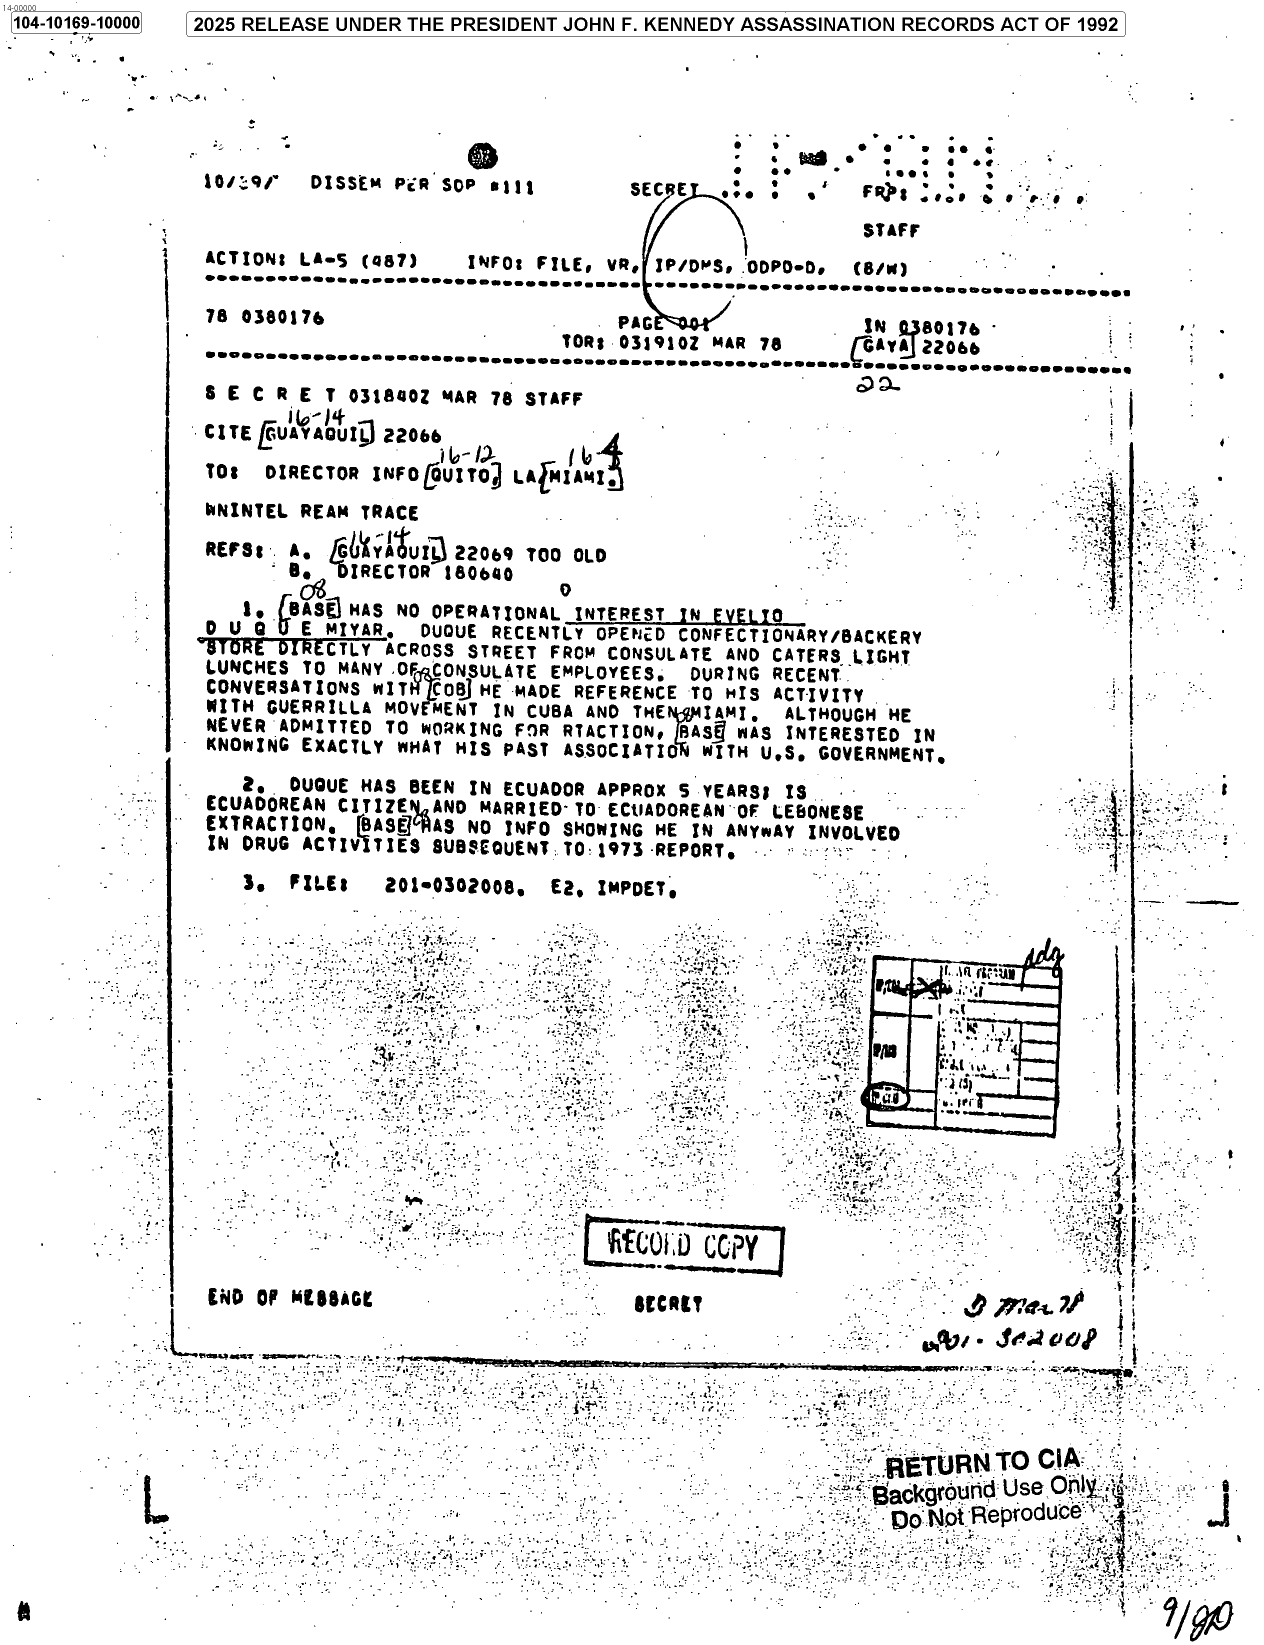 14-00000
104-10169-10000
2025 RELEASE UNDER THE PRESIDENT JOHN F. KENNEDY ASSASSINATION RECORDS ACT OF 1992
DISSEM PER SOP #111 SECRET FRP:
STAFF
ACTION: LA-5 (487) INFO: FILE, VR, IP/DMS, ODPD-D, (8/W)
78 0380176 PAGE 001 IN 0380176
TOR: 031910Z MAR 78 [GAYA] 22066
22
S E C R E T 031840Z MAR 78 STAFF
16-14
CITE [GUAYAQUIL] 22066
16-12 16-4
TO: DIRECTOR INFO [QUITO,] LA [MIAMI.]
WNINTEL REAM TRACE
16-14
REFS: A. [GUAYAQUIL] 22069 TOO OLD
B. DIRECTOR 180640
08 O
1. [BASE] HAS NO OPERATIONAL INTEREST IN EVELIO
D U Q U E MIYAR. DUQUE RECENTLY OPENED CONFECTIONARY/BACKERY
STORE DIRECTLY ACROSS STREET FROM CONSULATE AND CATERS LIGHT
LUNCHES TO MANY OF CONSULATE EMPLOYEES. DURING RECENT
08
CONVERSATIONS WITH [COB] HE MADE REFERENCE TO HIS ACTIVITY
WITH GUERRILLA MOVEMENT IN CUBA AND THEN MIAMI. ALTHOUGH HE
08
NEVER ADMITTED TO WORKING FOR RTACTION, [BASE] WAS INTERESTED IN
KNOWING EXACTLY WHAT HIS PAST ASSOCIATION WITH U.S. GOVERNMENT.
2. DUQUE HAS BEEN IN ECUADOR APPROX 5 YEARS; IS
ECUADOREAN CITIZEN AND MARRIED TO ECUADOREAN OF LEBONESE
08
EXTRACTION. [BASE] HAS NO INFO SHOWING HE IN ANYWAY INVOLVED
IN DRUG ACTIVITIES SUBSEQUENT TO 1973 REPORT.
3. FILE: 201-0302008. E2, IMPDET.
RECORD COPY
END OF MESSAGE SECRET
3 Mar 78
201-302008
RETURN TO CIA
Background Use Only
Do Not Reproduce